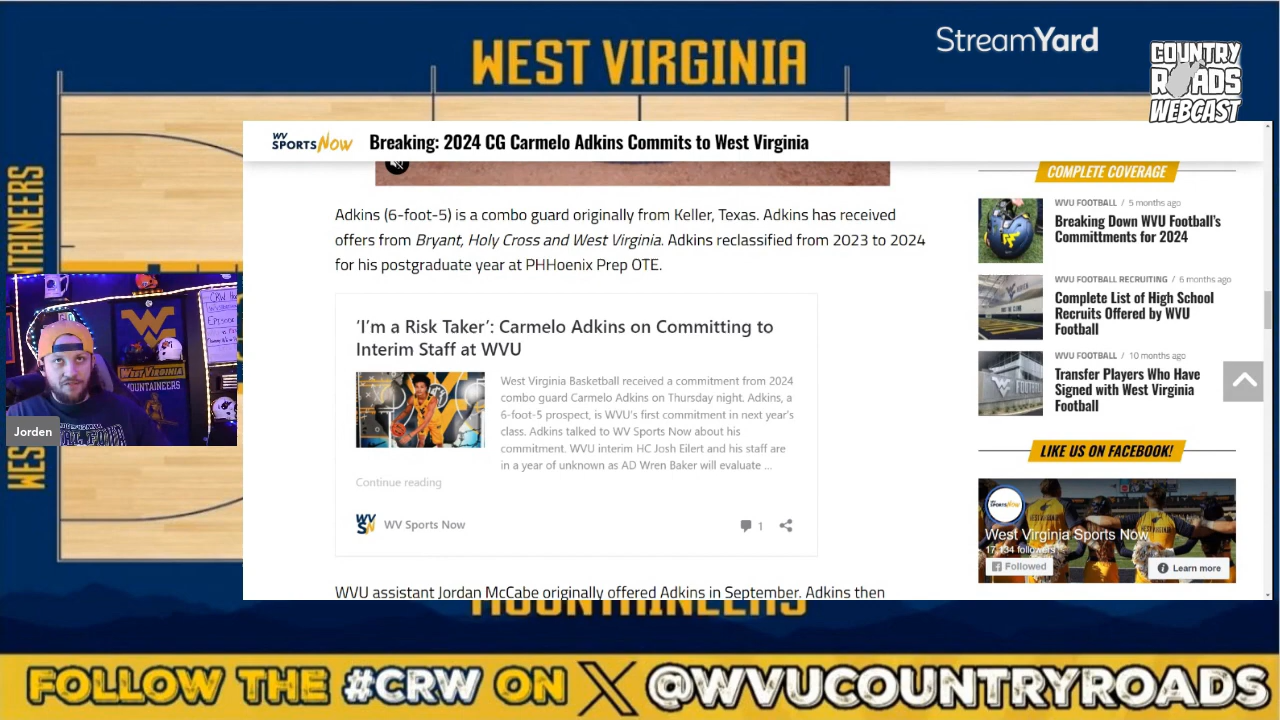 WEST VIRGINIA
StreamYard
COUNTRY
ROADS
WEBCAST
WV
SPORTS NOW
Breaking: 2024 CG Carmelo Adkins Commits to West Virginia
COMPLETE COVERAGE
Adkins (6-foot-5) is a combo guard originally from Keller, Texas. Adkins has received
offers from Bryant, Holy Cross and West Virginia. Adkins reclassified from 2023 to 2024
for his postgraduate year at PHHoenix Prep OTE.
WVU FOOTBALL / 5 months ago
Breaking Down WVU Football's
Committments for 2024
WVU FOOTBALL RECRUITING / 6 months ago
Complete List of High School
Recruits Offered by WVU
Football
WVU FOOTBALL / 10 months ago
Transfer Players Who Have
Signed with West Virginia
Football
'I'm a Risk Taker': Carmelo Adkins on Committing to
Interim Staff at WVU
West Virginia Basketball received a commitment from 2024
combo guard Carmelo Adkins on Thursday night. Adkins, a
6-foot-5 prospect, is WVU's first commitment in next year's
class. Adkins talked to WV Sports Now about his
commitment. WVU interim HC Josh Eilert and his staff are
in a year of unknown as AD Wren Baker will evaluate ...
Continue reading
WV Sports Now
1
LIKE US ON FACEBOOK!
West Virginia Sports Now
17,134 followers
Followed
Learn more
WVU assistant Jordan McCabe originally offered Adkins in September. Adkins then
WEST VIRGINIA
MOUNTAINEERS
Jorden
MOUNTAINEERS
FOLLOW THE #CRW ON X @WVUCOUNTRYROADS